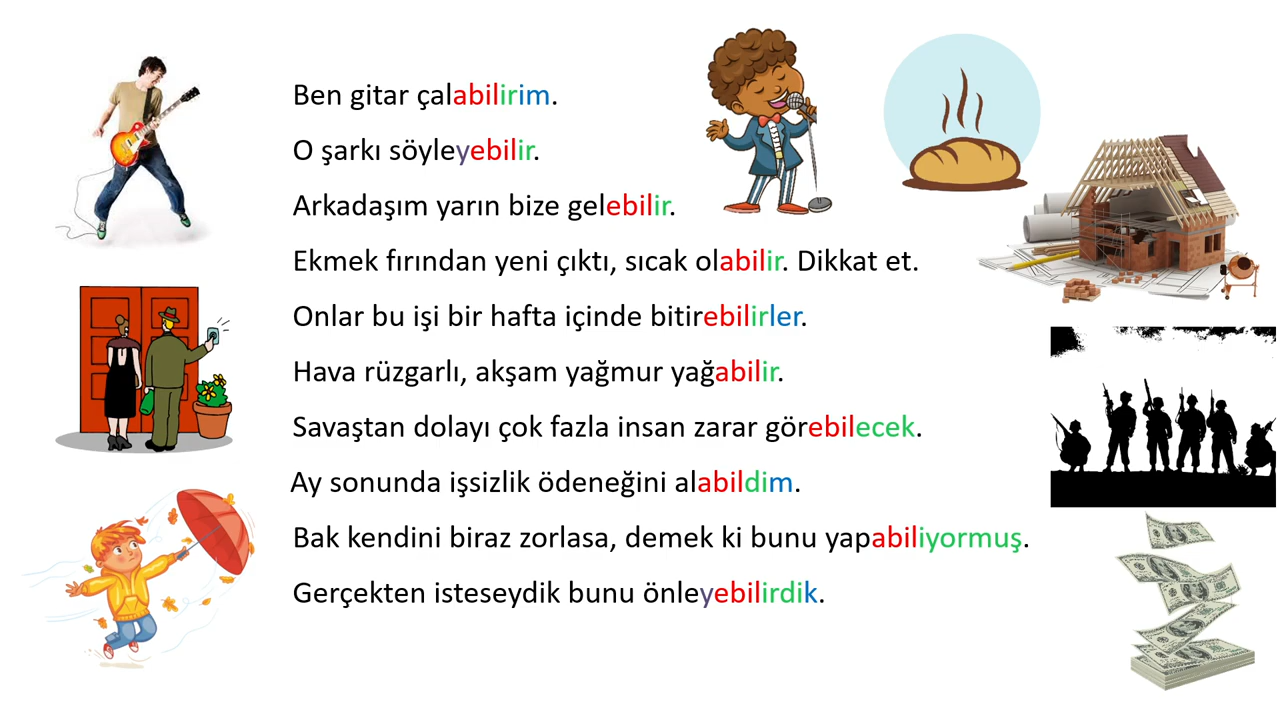 Ben gitar çalabilirim.
O şarkı söyleyebilir.
Arkadaşım yarın bize gelebilir.
Ekmek fırından yeni çıktı, sıcak olabilir. Dikkat et.
Onlar bu işi bir hafta içinde bitirebilirler.
Hava rüzgarlı, akşam yağmur yağabilir.
Savaştan dolayı çok fazla insan zarar görebilecek.
Ay sonunda işsizlik ödeneğini alabildim.
Bak kendini biraz zorlasa, demek ki bunu yapabiliyormuş.
Gerçekten isteseydik bunu önleyebilirdik.